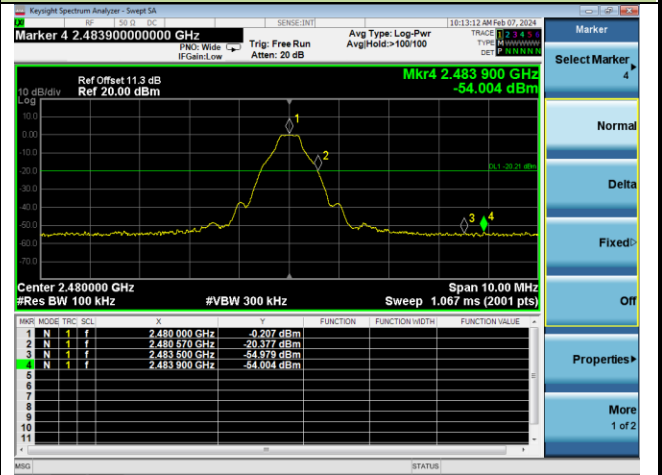 Keysight Spectrum Analyzer - Swept SA
RF 50 Ω DC SENSE:INT 10:13:12 AM Feb 07, 2024
Marker 4 2.483900000000 GHz
PNO: Wide
IFGain:Low
Trig: Free Run
Atten: 20 dB
Avg Type: Log-Pwr
Avg|Hold:>100/100
TRACE 1 2 3 4 5 6
TYPE M WWWWW
DET P N N N N N
Ref Offset 11.3 dB
10 dB/div Ref 20.00 dBm
Log
Mkr4 2.483 900 GHz
-54.004 dBm
10.0
0.00
-10.0
-20.0
-30.0
-40.0
-50.0
-60.0
-70.0
1
2
3
4
DL1 -20.21 dBm
Center 2.480000 GHz Span 10.00 MHz
#Res BW 100 kHz #VBW 300 kHz Sweep 1.067 ms (2001 pts)
MKR MODE TRC SCL X Y FUNCTION FUNCTION WIDTH FUNCTION VALUE
1 N 1 f 2.480 000 GHz -0.207 dBm
2 N 1 f 2.480 570 GHz -20.377 dBm
3 N 1 f 2.483 500 GHz -54.979 dBm
4 N 1 f 2.483 900 GHz -54.004 dBm
5
6
7
8
9
10
11
MSG STATUS
Marker
Select Marker
4
Normal
Delta
Fixed
Off
Properties
More
1 of 2